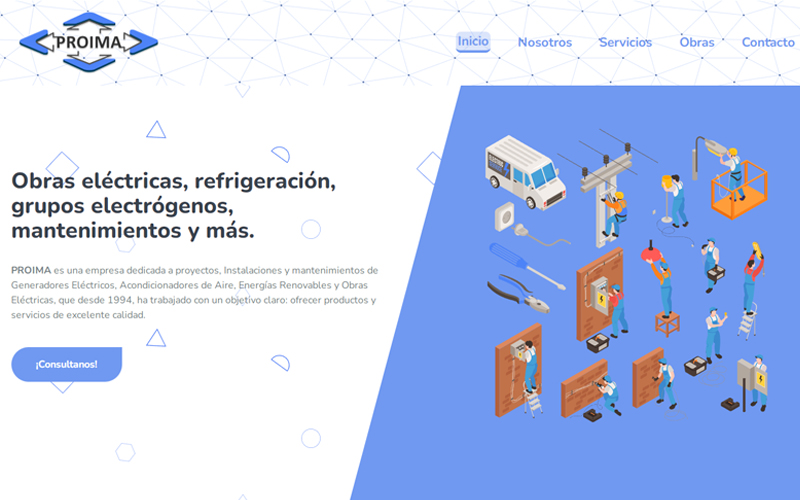 PROIMA
Inicio
Nosotros
Servicios
Obras
Contacto
Obras eléctricas, refrigeración,
grupos electrógenos,
mantenimientos y más.
PROIMA es una empresa dedicada a proyectos, Instalaciones y mantenimientos de
Generadores Eléctricos, Acondicionadores de Aire, Energías Renovables y Obras
Eléctricas, que desde 1994, ha trabajado con un objetivo claro: ofrecer productos y
servicios de excelente calidad.
¡Consultanos!